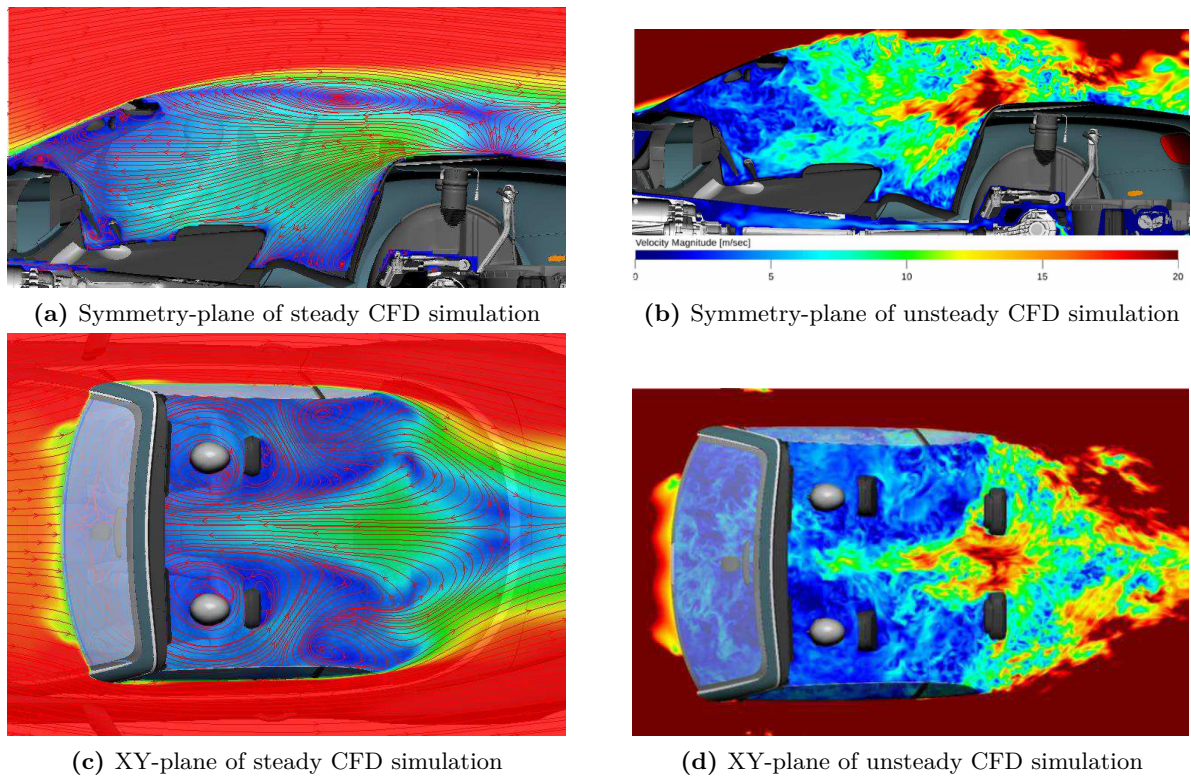 Velocity Magnitude [m/sec]
0 5 10 15 20
(a) Symmetry-plane of steady CFD simulation
(b) Symmetry-plane of unsteady CFD simulation
(c) XY-plane of steady CFD simulation
(d) XY-plane of unsteady CFD simulation